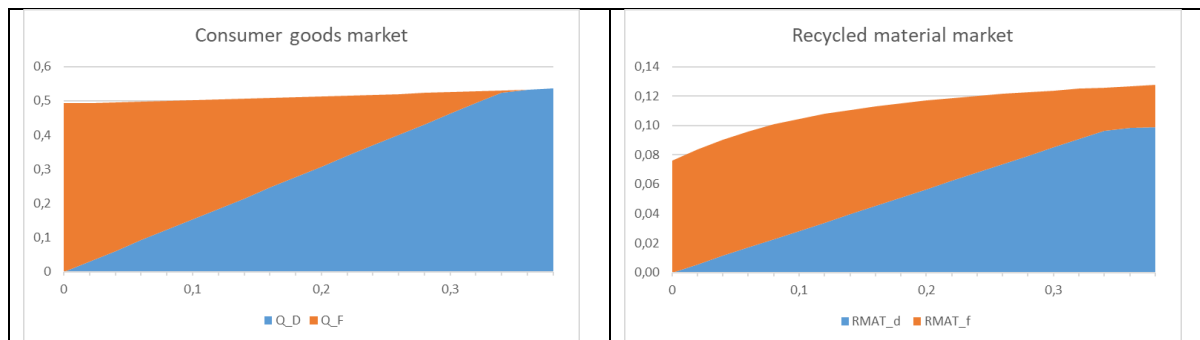 Consumer goods market
0,6
0,5
0,4
0,3
0,2
0,1
0
0 0,1 0,2 0,3
Q_D Q_F
Recycled material market
0,14
0,12
0,10
0,08
0,06
0,04
0,02
0,00
0 0,1 0,2 0,3
RMAT_d RMAT_f